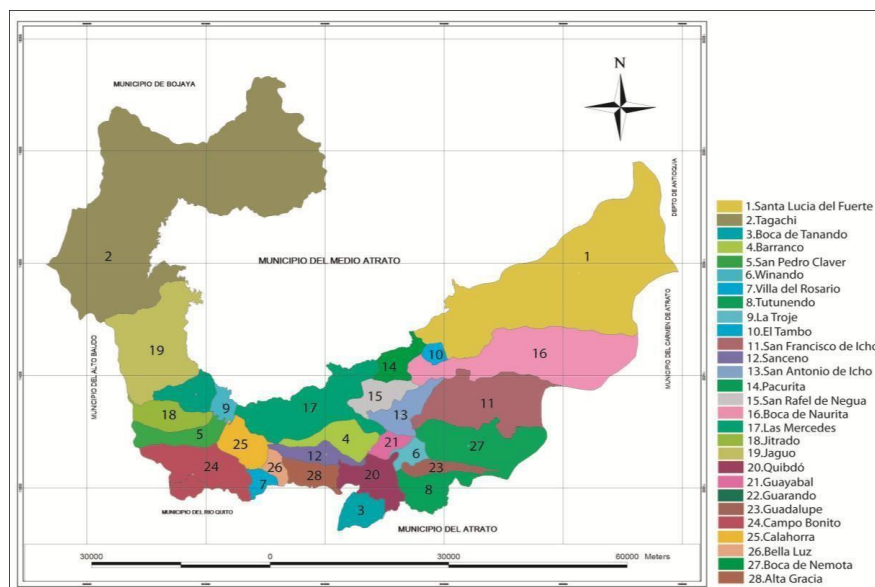 MUNICIPIO DE BOJAYA
N
DEPTO DE ANTIOQUIA
2
MUNICIPIO DEL MEDIO ATRATO
1
MUNICIPIO DEL ALTO BALDO
MUNICIPIO DEL CARMEN DE ATRATO
19
10
14
16
15
18
9
17
13
11
5
25
4
21
27
12
6
24
26
28
20
23
7
8
3
MUNICIPIO DEL RIO QUITO
MUNICIPIO DEL ATRATO
30000 0 30000 60000 Meters
1.Santa Lucia del Fuerte
2.Tagachi
3.Boca de Tanando
4.Barranco
5.San Pedro Claver
6.Winando
7.Villa del Rosario
8.Tutunendo
9.La Troje
10.El Tambo
11.San Francisco de Icho
12.Sanceno
13.San Antonio de Icho
14.Pacurita
15.San Rafel de Negua
16.Boca de Naurita
17.Las Mercedes
18.Jitrado
19.Jaguo
20.Quibdó
21.Guayabal
22.Guarando
23.Guadalupe
24.Campo Bonito
25.Calahorra
26.Bella Luz
27.Boca de Nemota
28.Alta Gracia